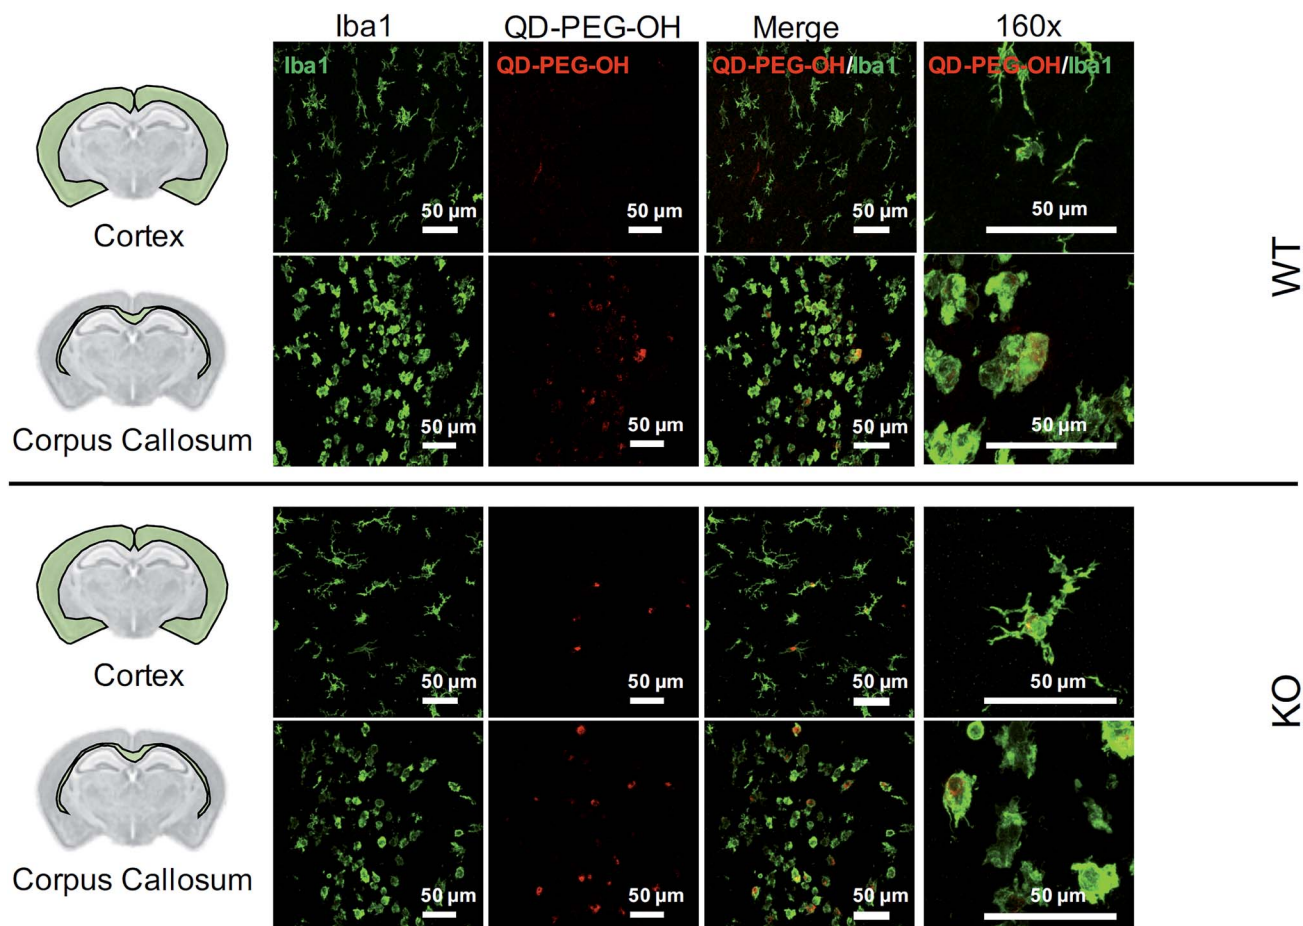 Iba1 QD-PEG-OH Merge 160x
Iba1 QD-PEG-OH QD-PEG-OH/Iba1 QD-PEG-OH/Iba1
50 µm 50 µm 50 µm 50 µm
Cortex
WT
50 µm 50 µm 50 µm 50 µm
Corpus Callosum
50 µm 50 µm 50 µm 50 µm
Cortex
KO
50 µm 50 µm 50 µm 50 µm
Corpus Callosum